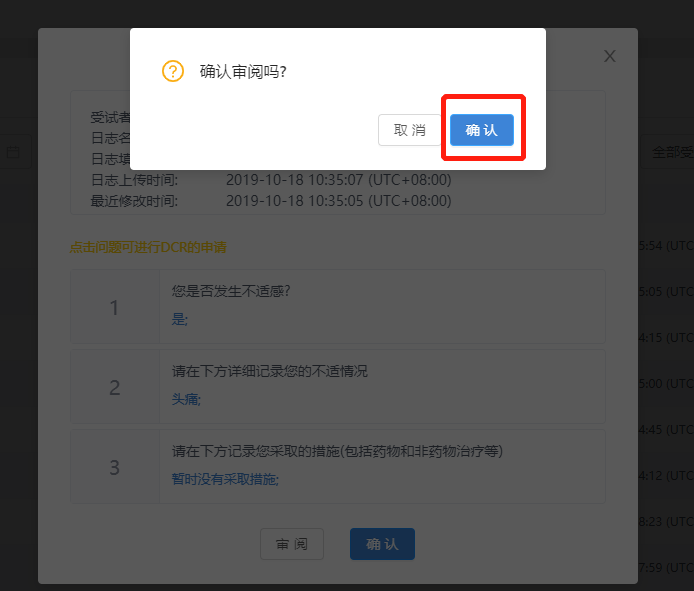 确认审阅吗?
取 消
确 认
受试者
日志名
日志填
日志上传时间: 2019-10-18 10:35:07 (UTC+08:00)
最近修改时间: 2019-10-18 10:35:05 (UTC+08:00)
全部受
点击问题可进行DCR的申请
1
您是否发生不适感?
是;
2
请在下方详细记录您的不适情况
头痛;
3
请在下方记录您采取的措施(包括药物和非药物治疗等)
暂时没有采取措施;
审 阅
确 认
5:54 (UTC
5:05 (UTC
4:15 (UTC
5:00 (UTC
4:45 (UTC
4:12 (UTC
8:23 (UTC
7:59 (UTC